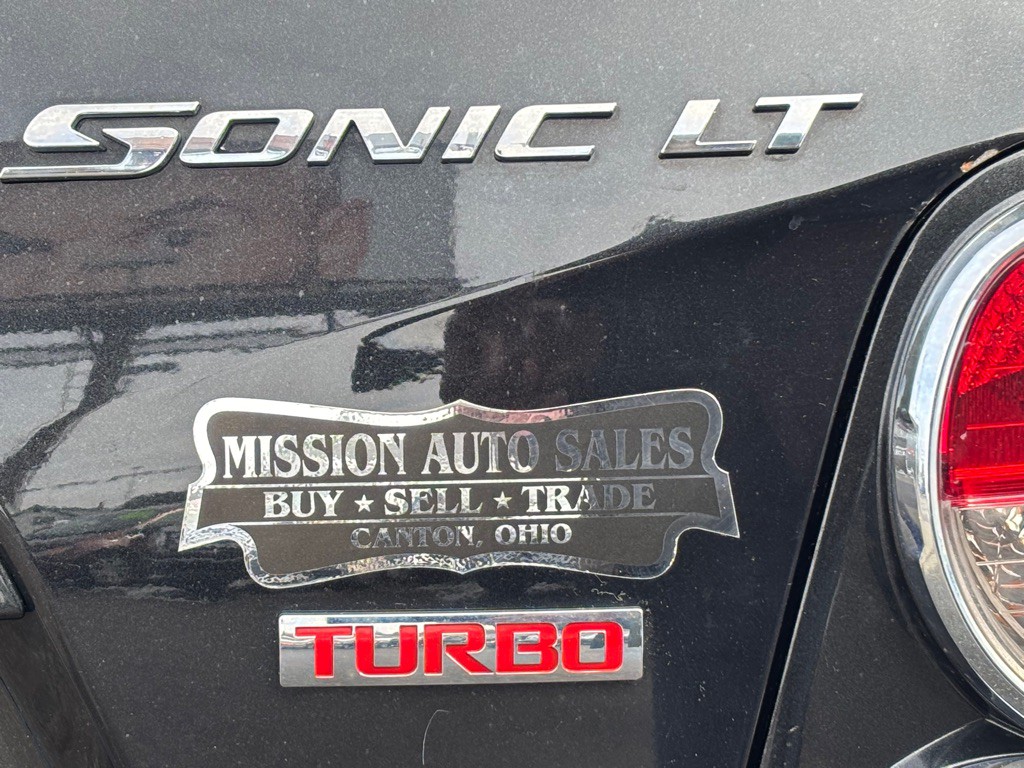 SONIC LT
MISSION AUTO SALES
BUY ★ SELL ★ TRADE
CANTON, OHIO
TURBO